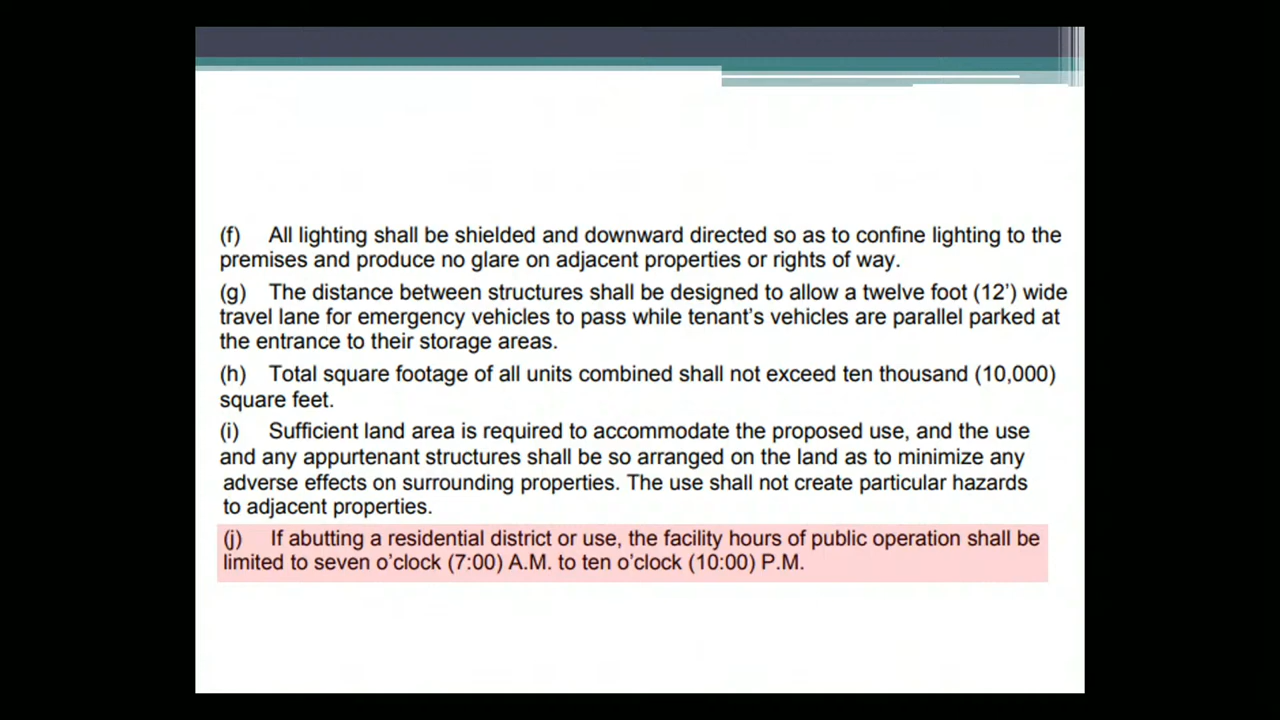 (f) All lighting shall be shielded and downward directed so as to confine lighting to the
premises and produce no glare on adjacent properties or rights of way.
(g) The distance between structures shall be designed to allow a twelve foot (12’) wide
travel lane for emergency vehicles to pass while tenant’s vehicles are parallel parked at
the entrance to their storage areas.
(h) Total square footage of all units combined shall not exceed ten thousand (10,000)
square feet.
(i) Sufficient land area is required to accommodate the proposed use, and the use
and any appurtenant structures shall be so arranged on the land as to minimize any
adverse effects on surrounding properties. The use shall not create particular hazards
to adjacent properties.
(j) If abutting a residential district or use, the facility hours of public operation shall be
limited to seven o’clock (7:00) A.M. to ten o’clock (10:00) P.M.